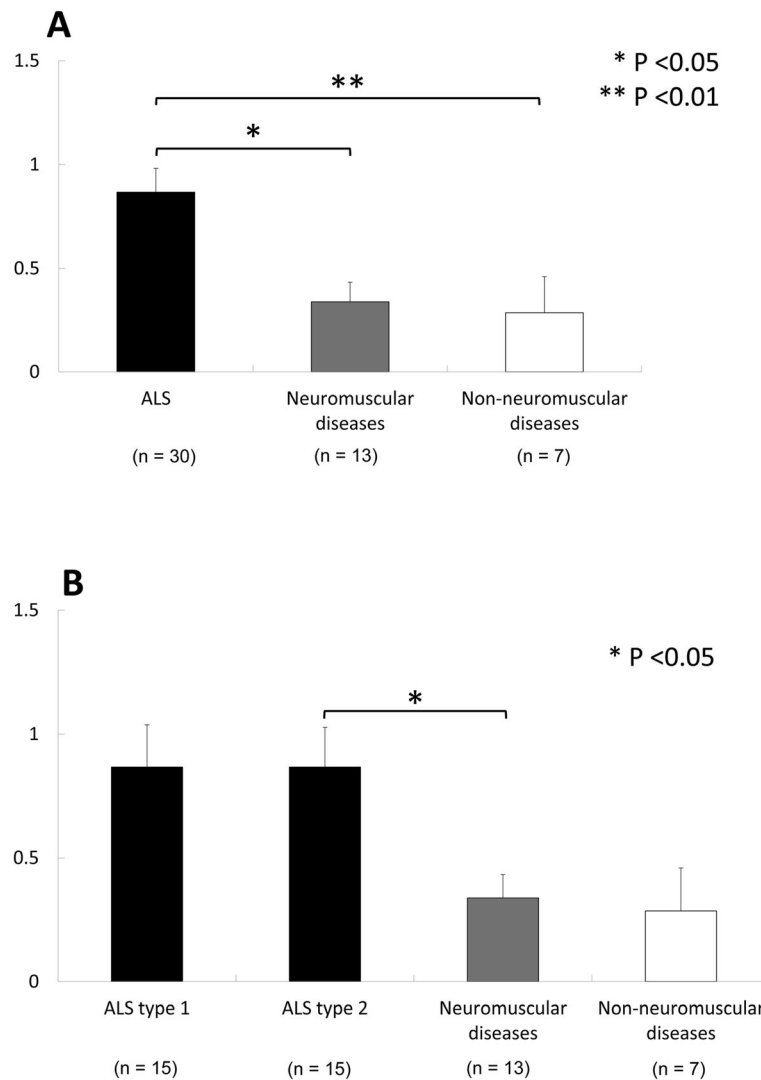 A
1.5
* P <0.05
** P <0.01
**
*
1
0.5
0
ALS
Neuromuscular
diseases
Non-neuromuscular
diseases
(n = 30)
(n = 13)
(n = 7)
B
1.5
* P <0.05
*
1
0.5
0
ALS type 1
ALS type 2
Neuromuscular
diseases
Non-neuromuscular
diseases
(n = 15)
(n = 15)
(n = 13)
(n = 7)